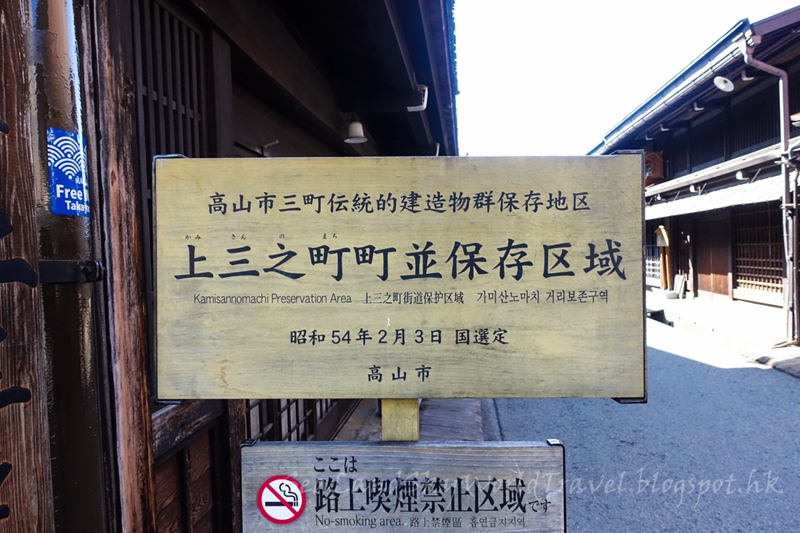 高山市三町伝統的建造物群保存地区
かみ さん の まち
上三之町町並保存区域
Kamisannomachi Preservation Area 上三之町街道保护区域 가미산노마치 거리보존구역
昭和54年2月3日 国選定
高山市
Free
Taka
ここは
路上喫煙禁止区域です
No-smoking area. 路上禁煙區 흡연금지지역